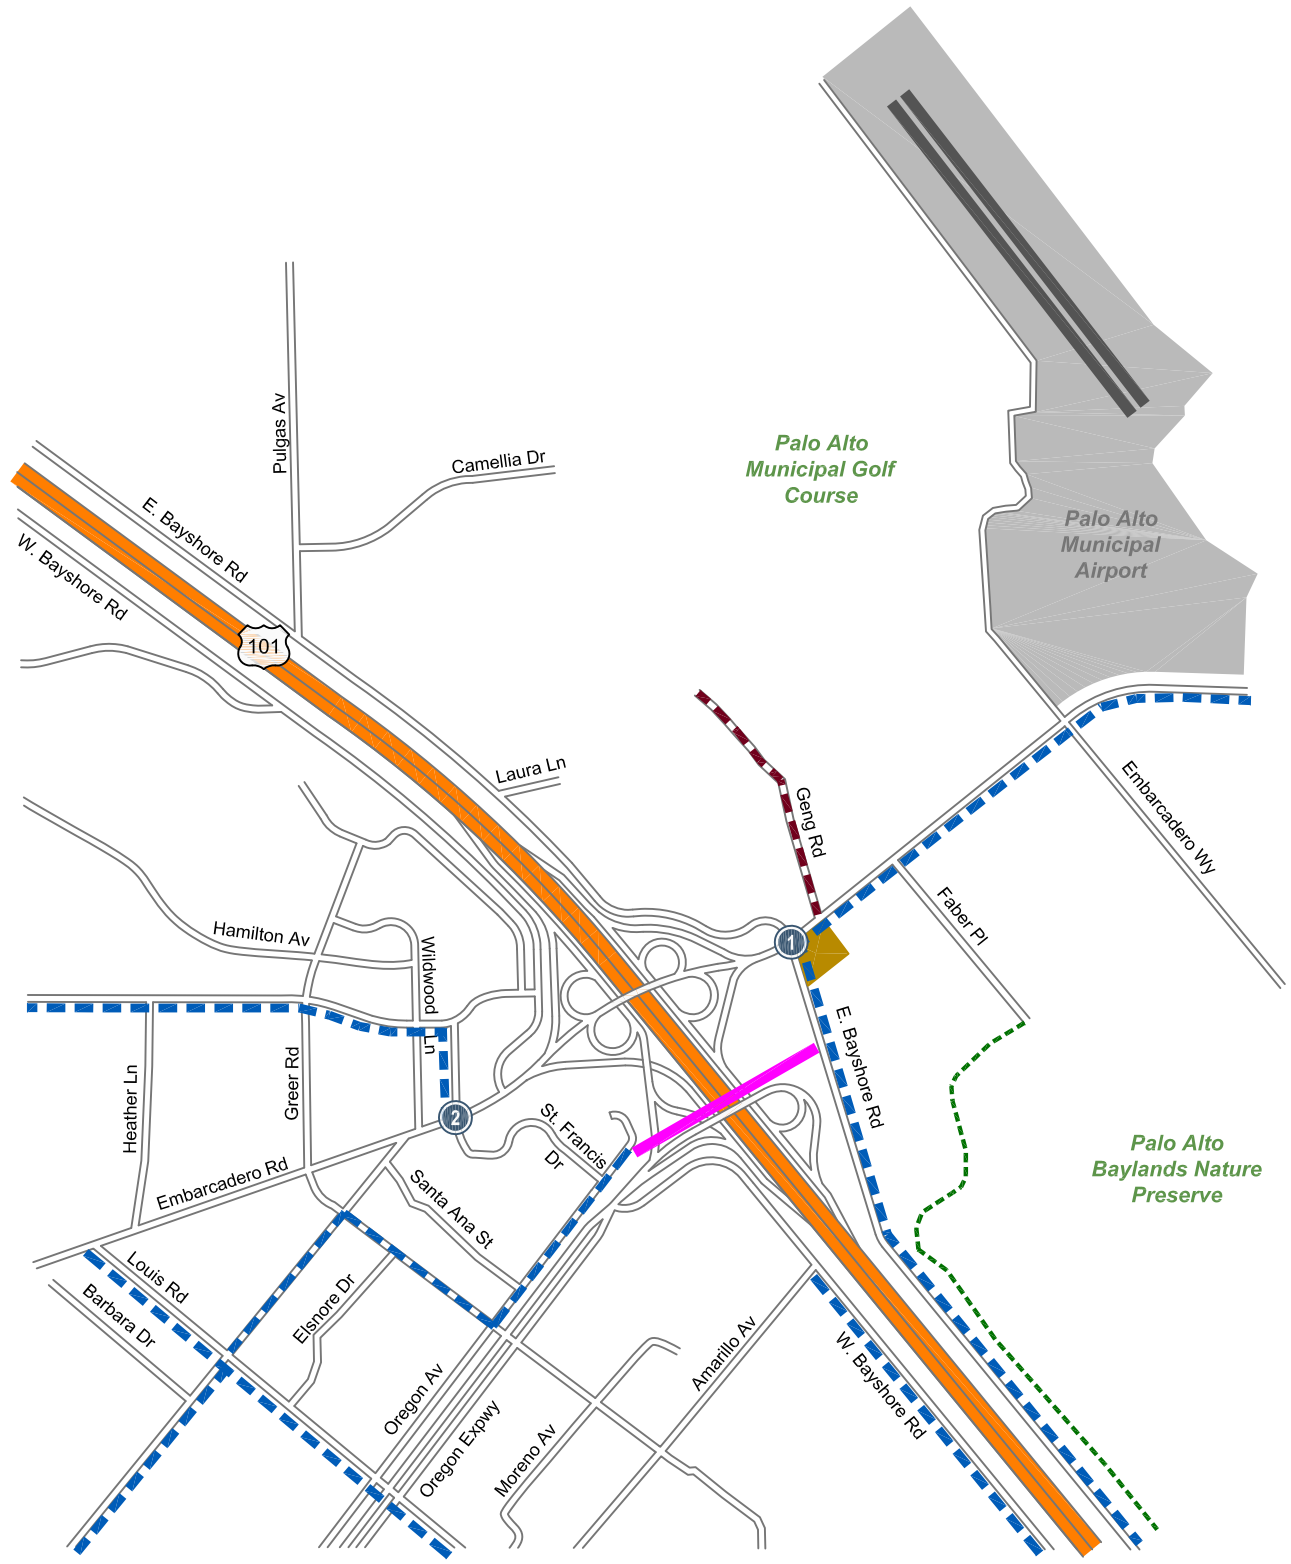 Pulgas Av
Palo Alto
Municipal Golf
Course
Camellia Dr
E. Bayshore Rd
W. Bayshore Rd
Palo Alto
Municipal
Airport
101
Laura Ln
Geng Rd
Embarcadero Wy
Hamilton Av
Wildwood
Ln
1
Faber Pl
E. Bayshore Rd
Heather Ln
Greer Rd
2
St. Francis
Dr
Palo Alto
Baylands Nature
Preserve
Embarcadero Rd
Santa Ana St
Louis Rd
Barbara Dr
Elsnore Dr
Amarillo Av
W. Bayshore Rd
Oregon Av
Oregon Expwy
Moreno Av